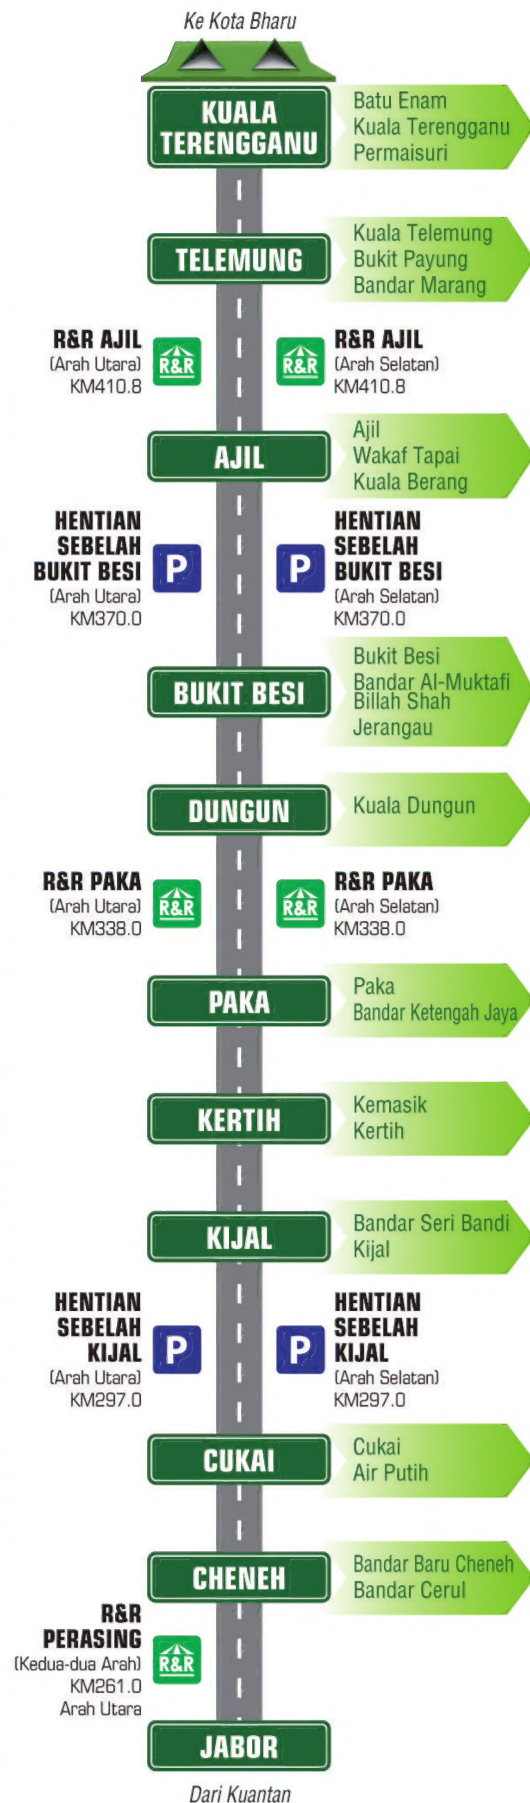 Ke Kota Bharu
KUALA
TERENGGANU
Batu Enam
Kuala Terengganu
Permaisuri
TELEMUNG
Kuala Telemung
Bukit Payung
Bandar Marang
R&R AJIL
(Arah Utara)
KM410.8
R&R
R&R
R&R AJIL
(Arah Selatan)
KM410.8
AJIL
Ajil
Wakaf Tapai
Kuala Berang
HENTIAN
SEBELAH
BUKIT BESI
(Arah Utara)
KM370.0
P
P
HENTIAN
SEBELAH
BUKIT BESI
(Arah Selatan)
KM370.0
BUKIT BESI
Bukit Besi
Bandar Al-Muktafi
Billah Shah
Jerangau
DUNGUN
Kuala Dungun
R&R PAKA
(Arah Utara)
KM338.0
R&R
R&R
R&R PAKA
(Arah Selatan)
KM338.0
PAKA
Paka
Bandar Ketengah Jaya
KERTIH
Kemasik
Kertih
KIJAL
Bandar Seri Bandi
Kijal
HENTIAN
SEBELAH
KIJAL
(Arah Utara)
KM297.0
P
P
HENTIAN
SEBELAH
KIJAL
(Arah Selatan)
KM297.0
CUKAI
Cukai
Air Putih
CHENEH
Bandar Baru Cheneh
Bandar Cerul
R&R
PERASING
(Kedua-dua Arah)
KM261.0
Arah Utara
R&R
JABOR
Dari Kuantan